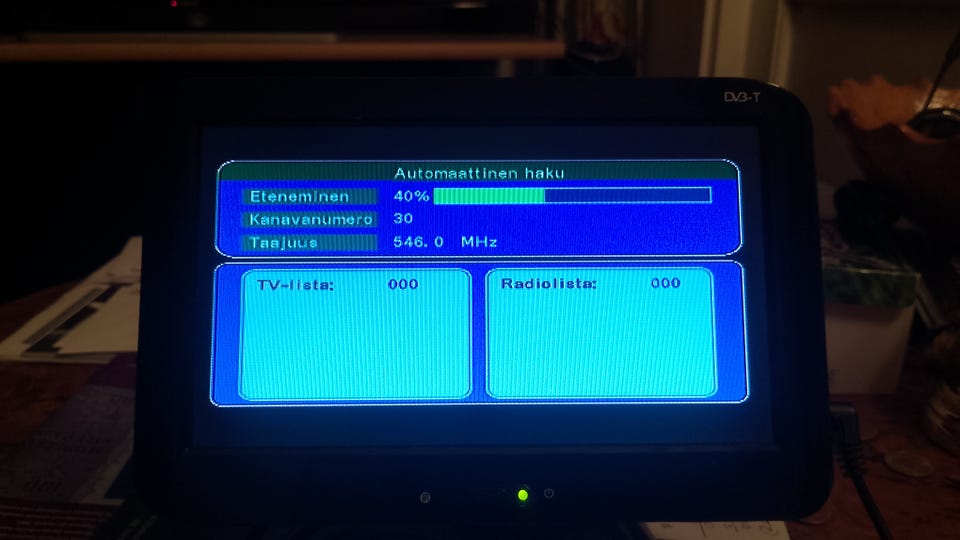 DVB-T
Automaattinen haku
Eteneminen 40%
Kanavanumero 30
Taajuus 546.0 MHz
TV-lista: 000 Radiolista: 000